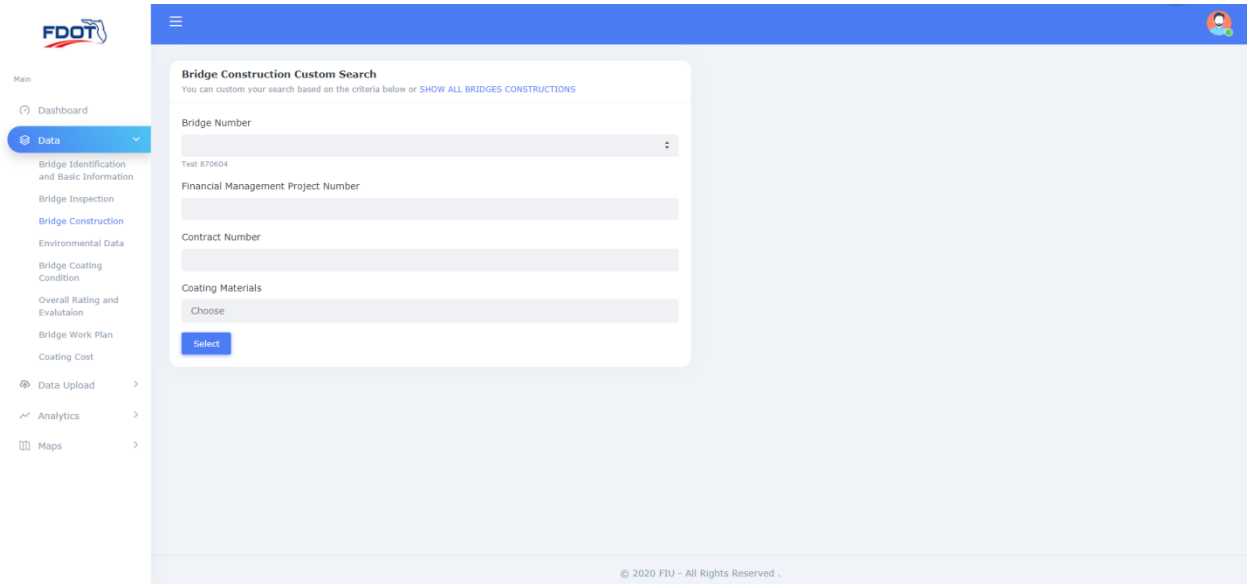 FDOT
Main
Dashboard
Data
Bridge Identification
and Basic Information
Bridge Inspection
Bridge Construction
Environmental Data
Bridge Coating
Condition
Overall Rating and
Evalutaion
Bridge Work Plan
Coating Cost
Data Upload
Analytics
Maps
Bridge Construction Custom Search
You can custom your search based on the criteria below or SHOW ALL BRIDGES CONSTRUCTIONS
Bridge Number
Test 870604
Financial Management Project Number
Contract Number
Coating Materials
Choose
Select
© 2020 FIU - All Rights Reserved .